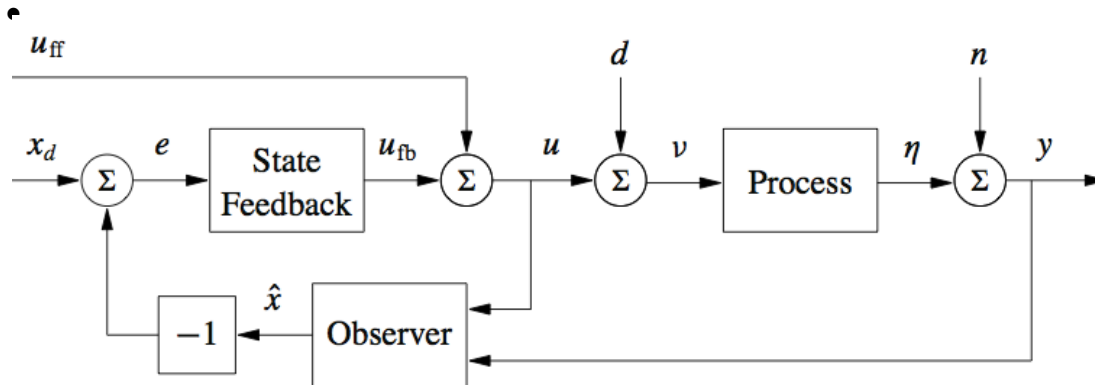 u_ff
d
n
x_d
e
State
Feedback
u_fb
Σ
Σ
u
Σ
ν
Process
η
Σ
y
−1
x̂
Observer